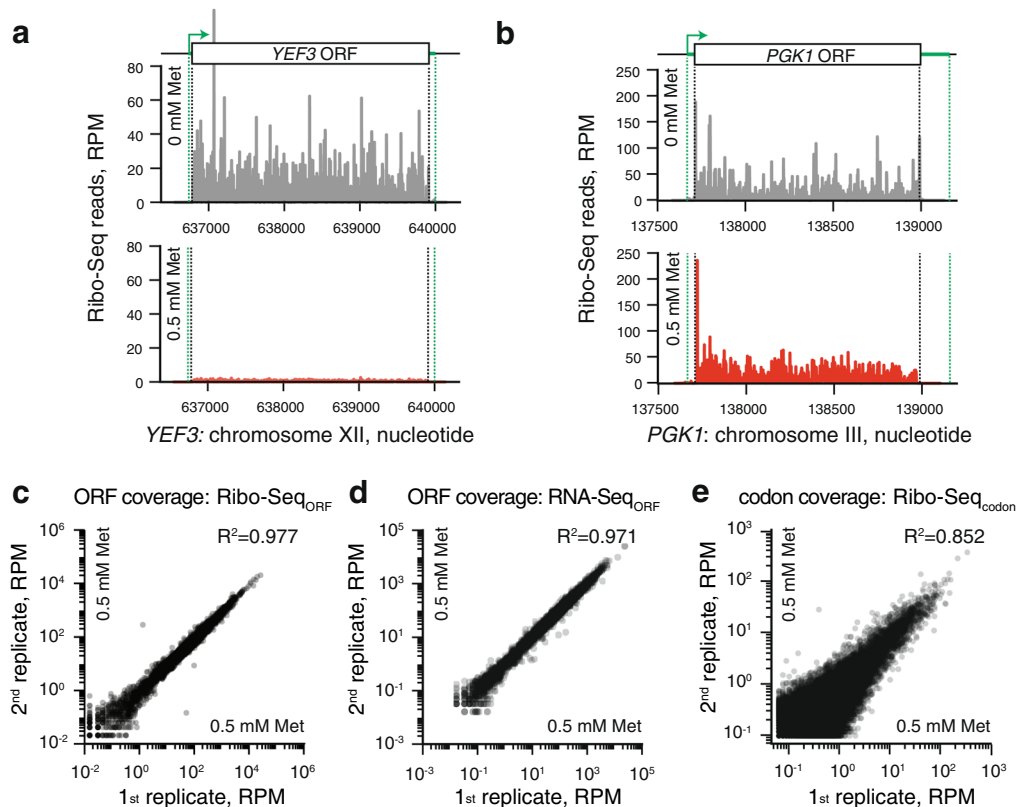 a
YEF3 ORF
Ribo-Seq reads, RPM
0 mM Met
80
60
40
20
0
637000 638000 639000 640000
0.5 mM Met
80
60
40
20
0
637000 638000 639000 640000
YEF3: chromosome XII, nucleotide
b
PGK1 ORF
Ribo-Seq reads, RPM
0 mM Met
250
200
150
100
50
0
137500 138000 138500 139000
0.5 mM Met
250
200
150
100
50
0
137500 138000 138500 139000
PGK1: chromosome III, nucleotide
c ORF coverage: Ribo-Seq_ORF
R²=0.977
2nd replicate, RPM
0.5 mM Met
10⁶
10⁴
10²
10⁰
10⁻²
10⁻² 10⁰ 10² 10⁴ 10⁶
0.5 mM Met
1st replicate, RPM
d ORF coverage: RNA-Seq_ORF
R²=0.971
2nd replicate, RPM
0.5 mM Met
10⁵
10³
10¹
10⁻¹
10⁻³
10⁻³ 10⁻¹ 10¹ 10³ 10⁵
0.5 mM Met
1st replicate, RPM
e codon coverage: Ribo-Seq_codon
R²=0.852
2nd replicate, RPM
0.5 mM Met
10³
10²
10¹
10⁰
10⁻¹
10⁻¹ 10⁰ 10¹ 10² 10³
0.5 mM Met
1st replicate, RPM